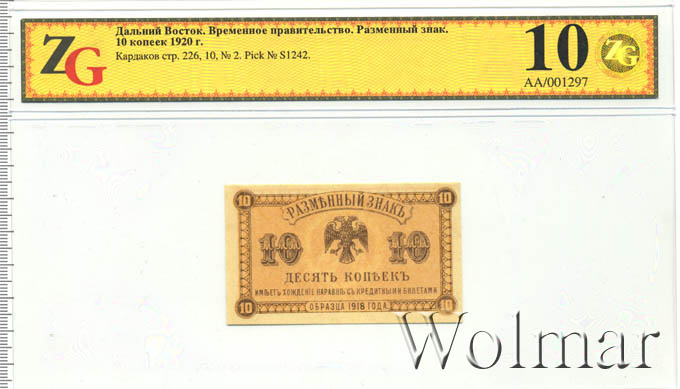 ZG
Дальний Восток. Временное правительство. Разменный знак.
10 копеек 1920 г.
Кардаков стр. 226, 10, № 2. Pick № S1242.
10
ZG
AA/001297
10 10
РАЗМѢННЫЙ ЗНАКЪ
10 10
ДЕСЯТЬ КОПѢЕКЪ
ИМѢЕТЪ ХОЖДЕНІЕ НАРАВНѢ СЪ КРЕДИТНЫМИ БИЛЕТАМИ
10 ОБРАЗЦА 1918 ГОДА 10
Wolmar